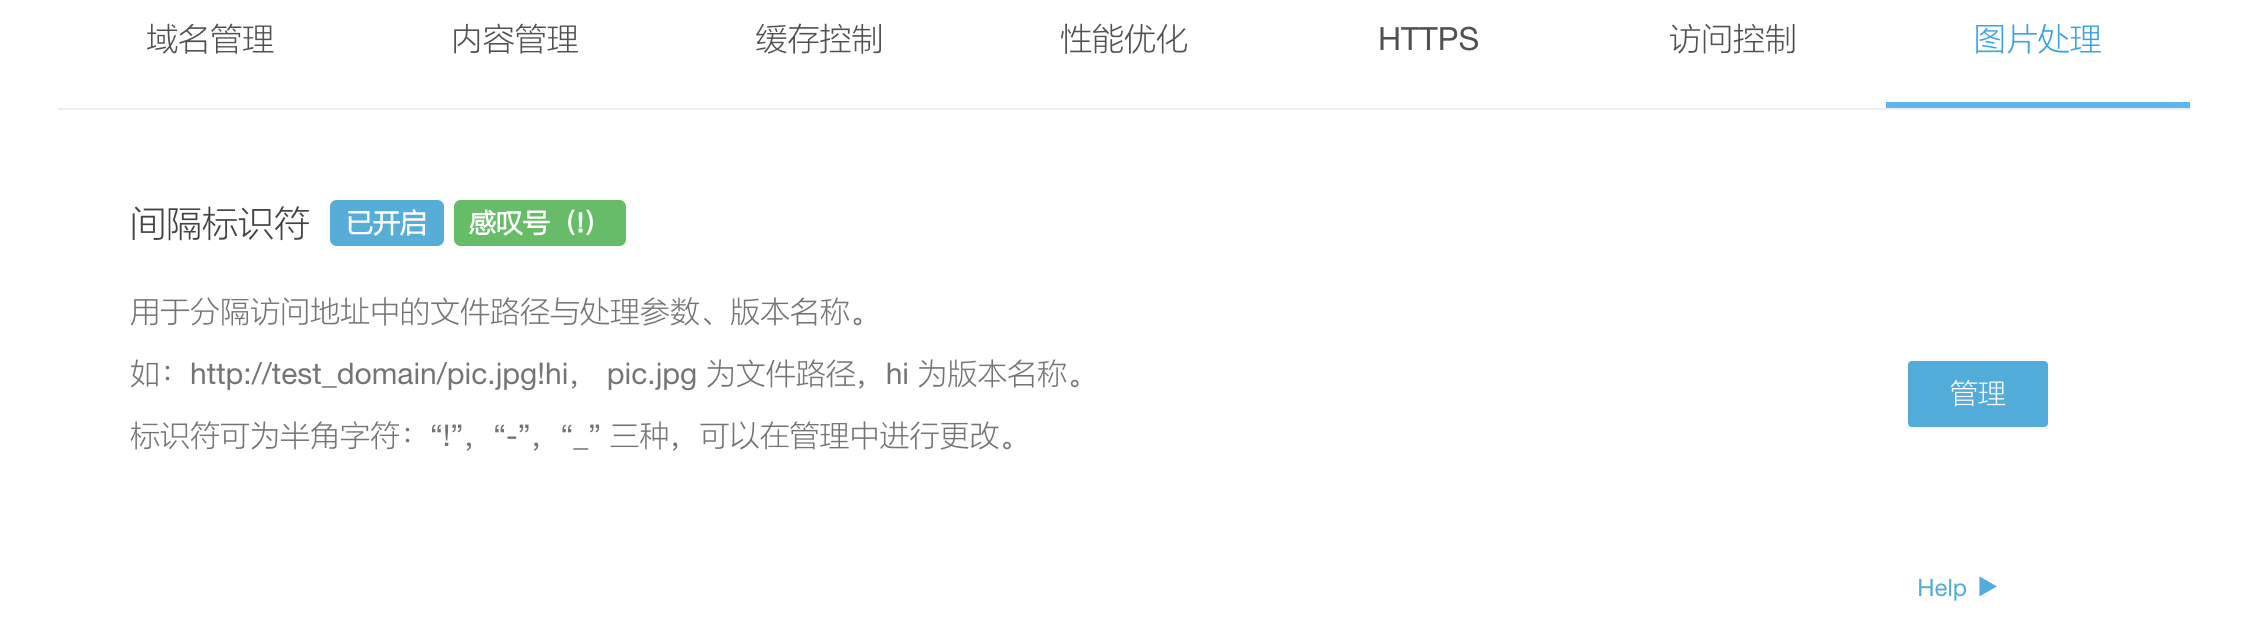 域名管理 内容管理 缓存控制 性能优化 HTTPS 访问控制 图片处理
间隔标识符 已开启 感叹号（!）
用于分隔访问地址中的文件路径与处理参数、版本名称。
如：http://test_domain/pic.jpg!hi， pic.jpg 为文件路径，hi 为版本名称。
标识符可为半角字符：“!”，“-”，“_” 三种，可以在管理中进行更改。
管理
Help ▶